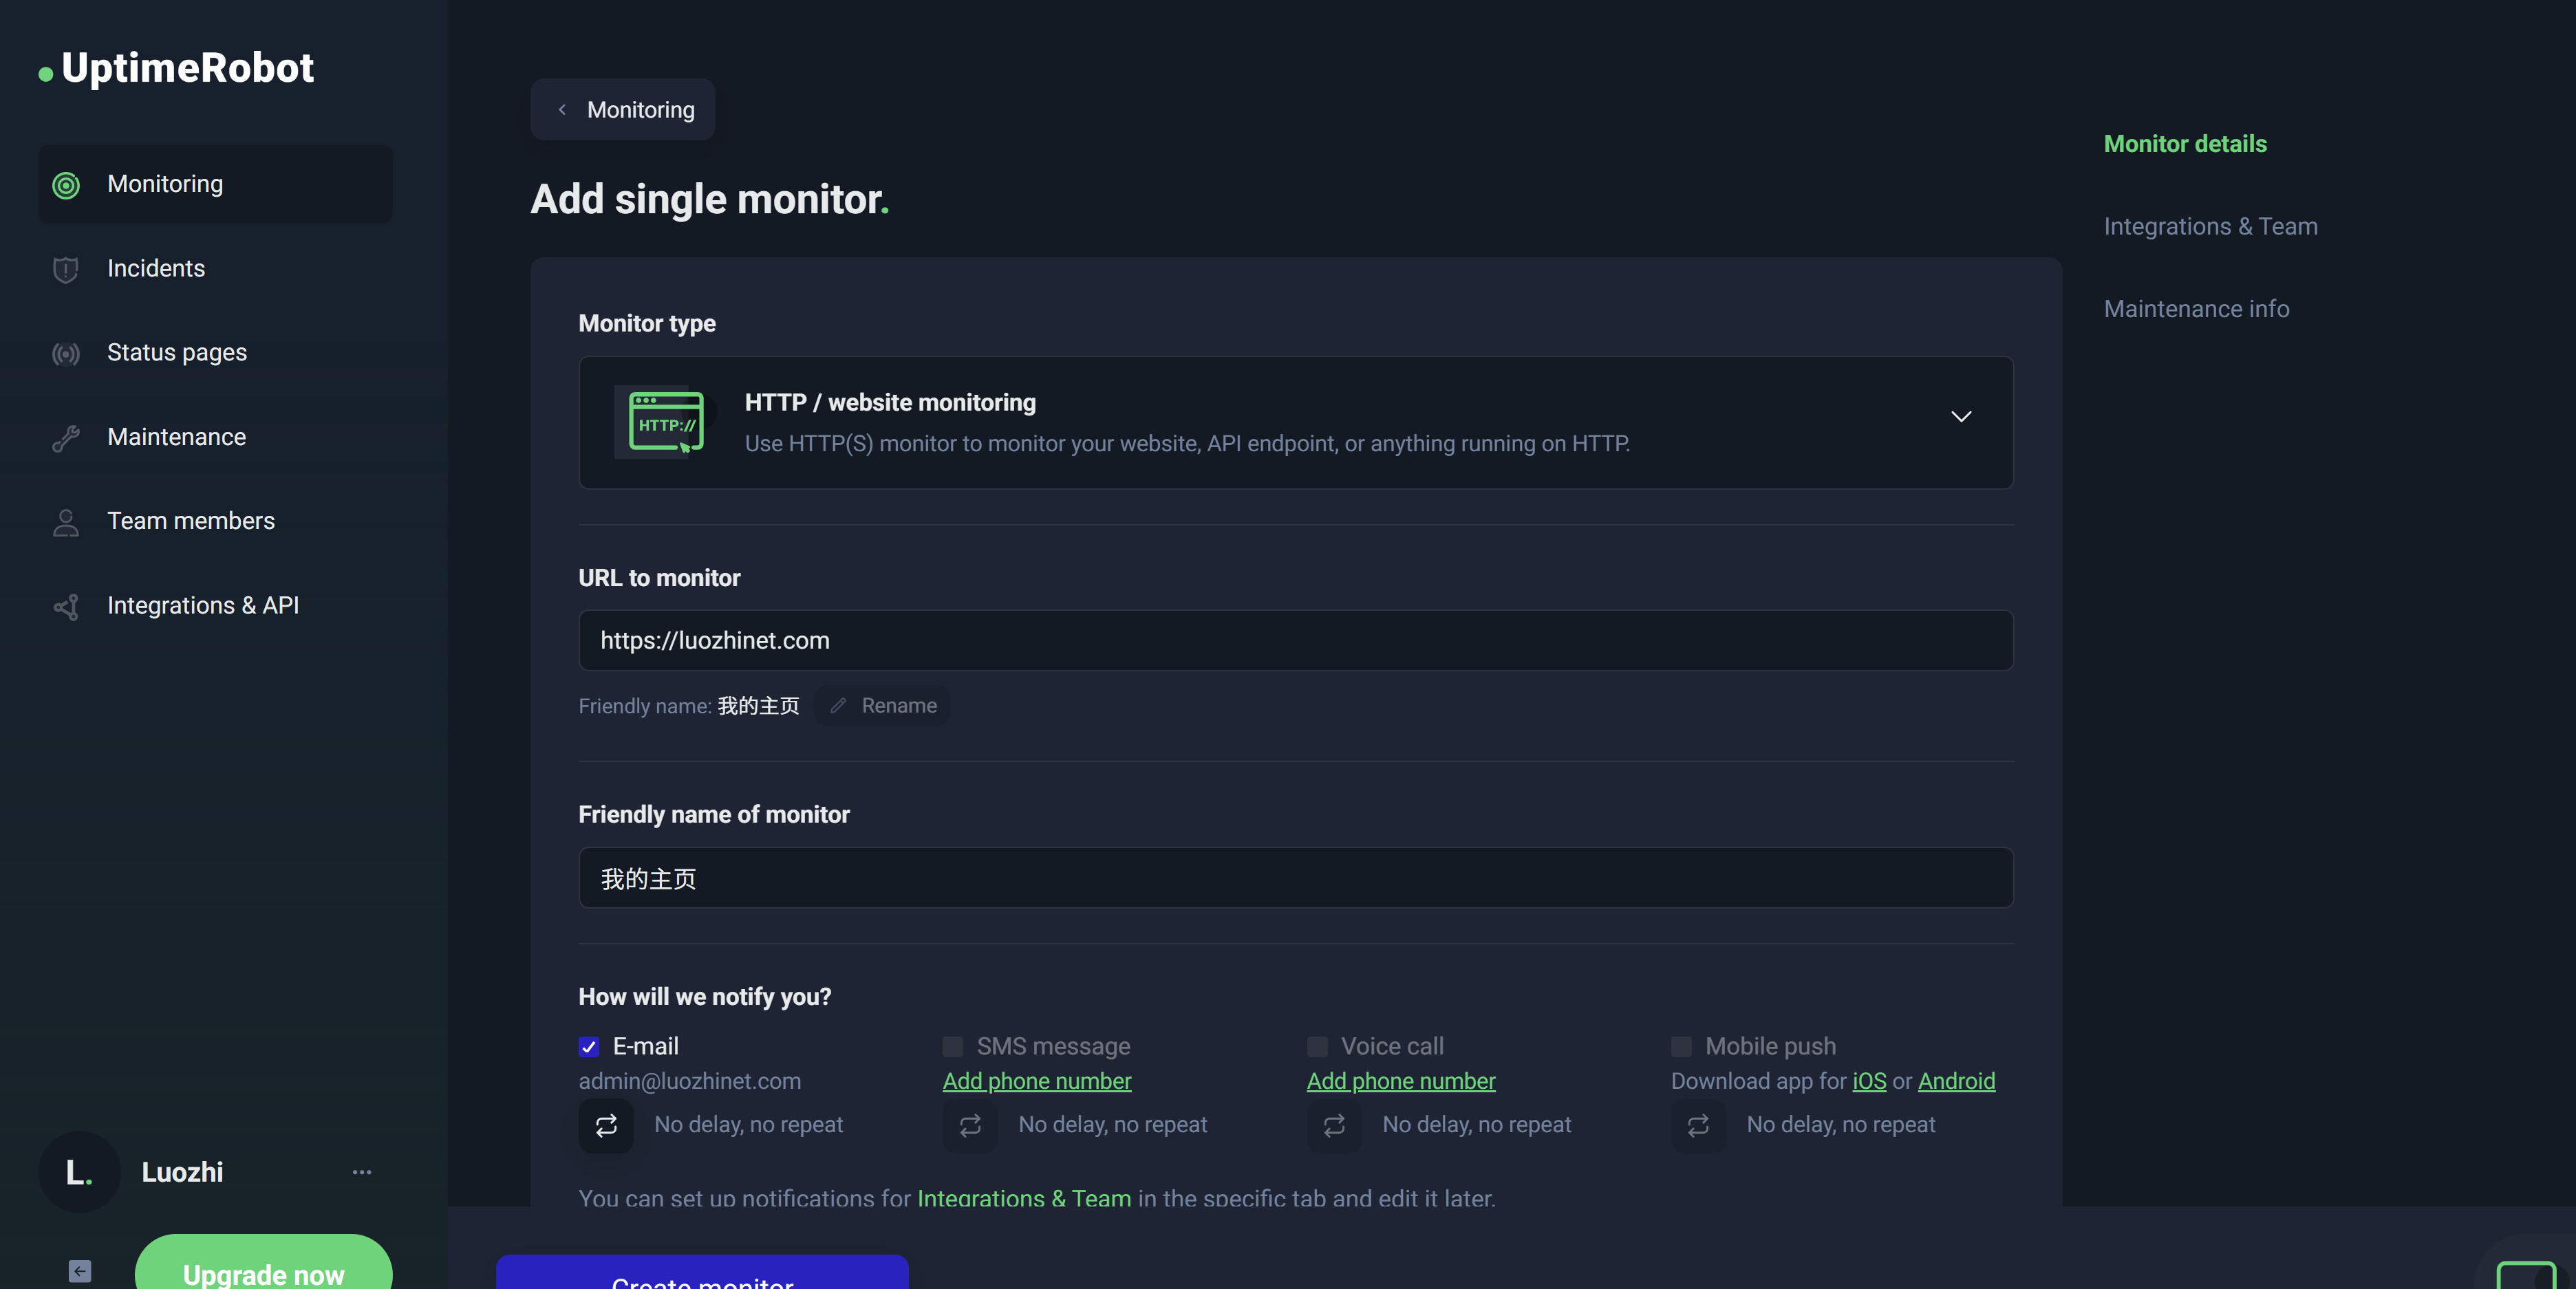 UptimeRobot
Monitoring
Incidents
Status pages
Maintenance
Team members
Integrations & API
L.
Luozhi
Upgrade now
Monitoring
Add single monitor.
Monitor type
HTTP://
HTTP / website monitoring
Use HTTP(S) monitor to monitor your website, API endpoint, or anything running on HTTP.
URL to monitor
https://luozhinet.com
Friendly name: 我的主页 Rename
Friendly name of monitor
我的主页
How will we notify you?
E-mail
admin@luozhinet.com
No delay, no repeat
SMS message
Add phone number
No delay, no repeat
Voice call
Add phone number
No delay, no repeat
Mobile push
Download app for iOS or Android
No delay, no repeat
You can set up notifications for Integrations & Team in the specific tab and edit it later.
Create monitor
Monitor details
Integrations & Team
Maintenance info